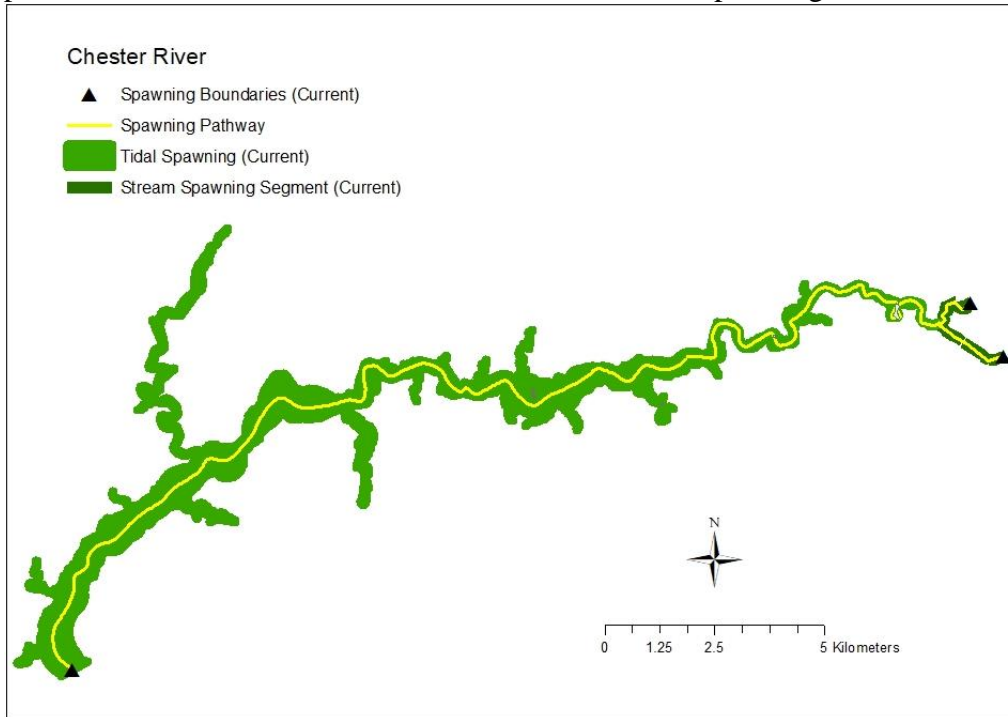 Chester River
Spawning Boundaries (Current)
Spawning Pathway
Tidal Spawning (Current)
Stream Spawning Segment (Current)
N
0 1.25 2.5 5 Kilometers